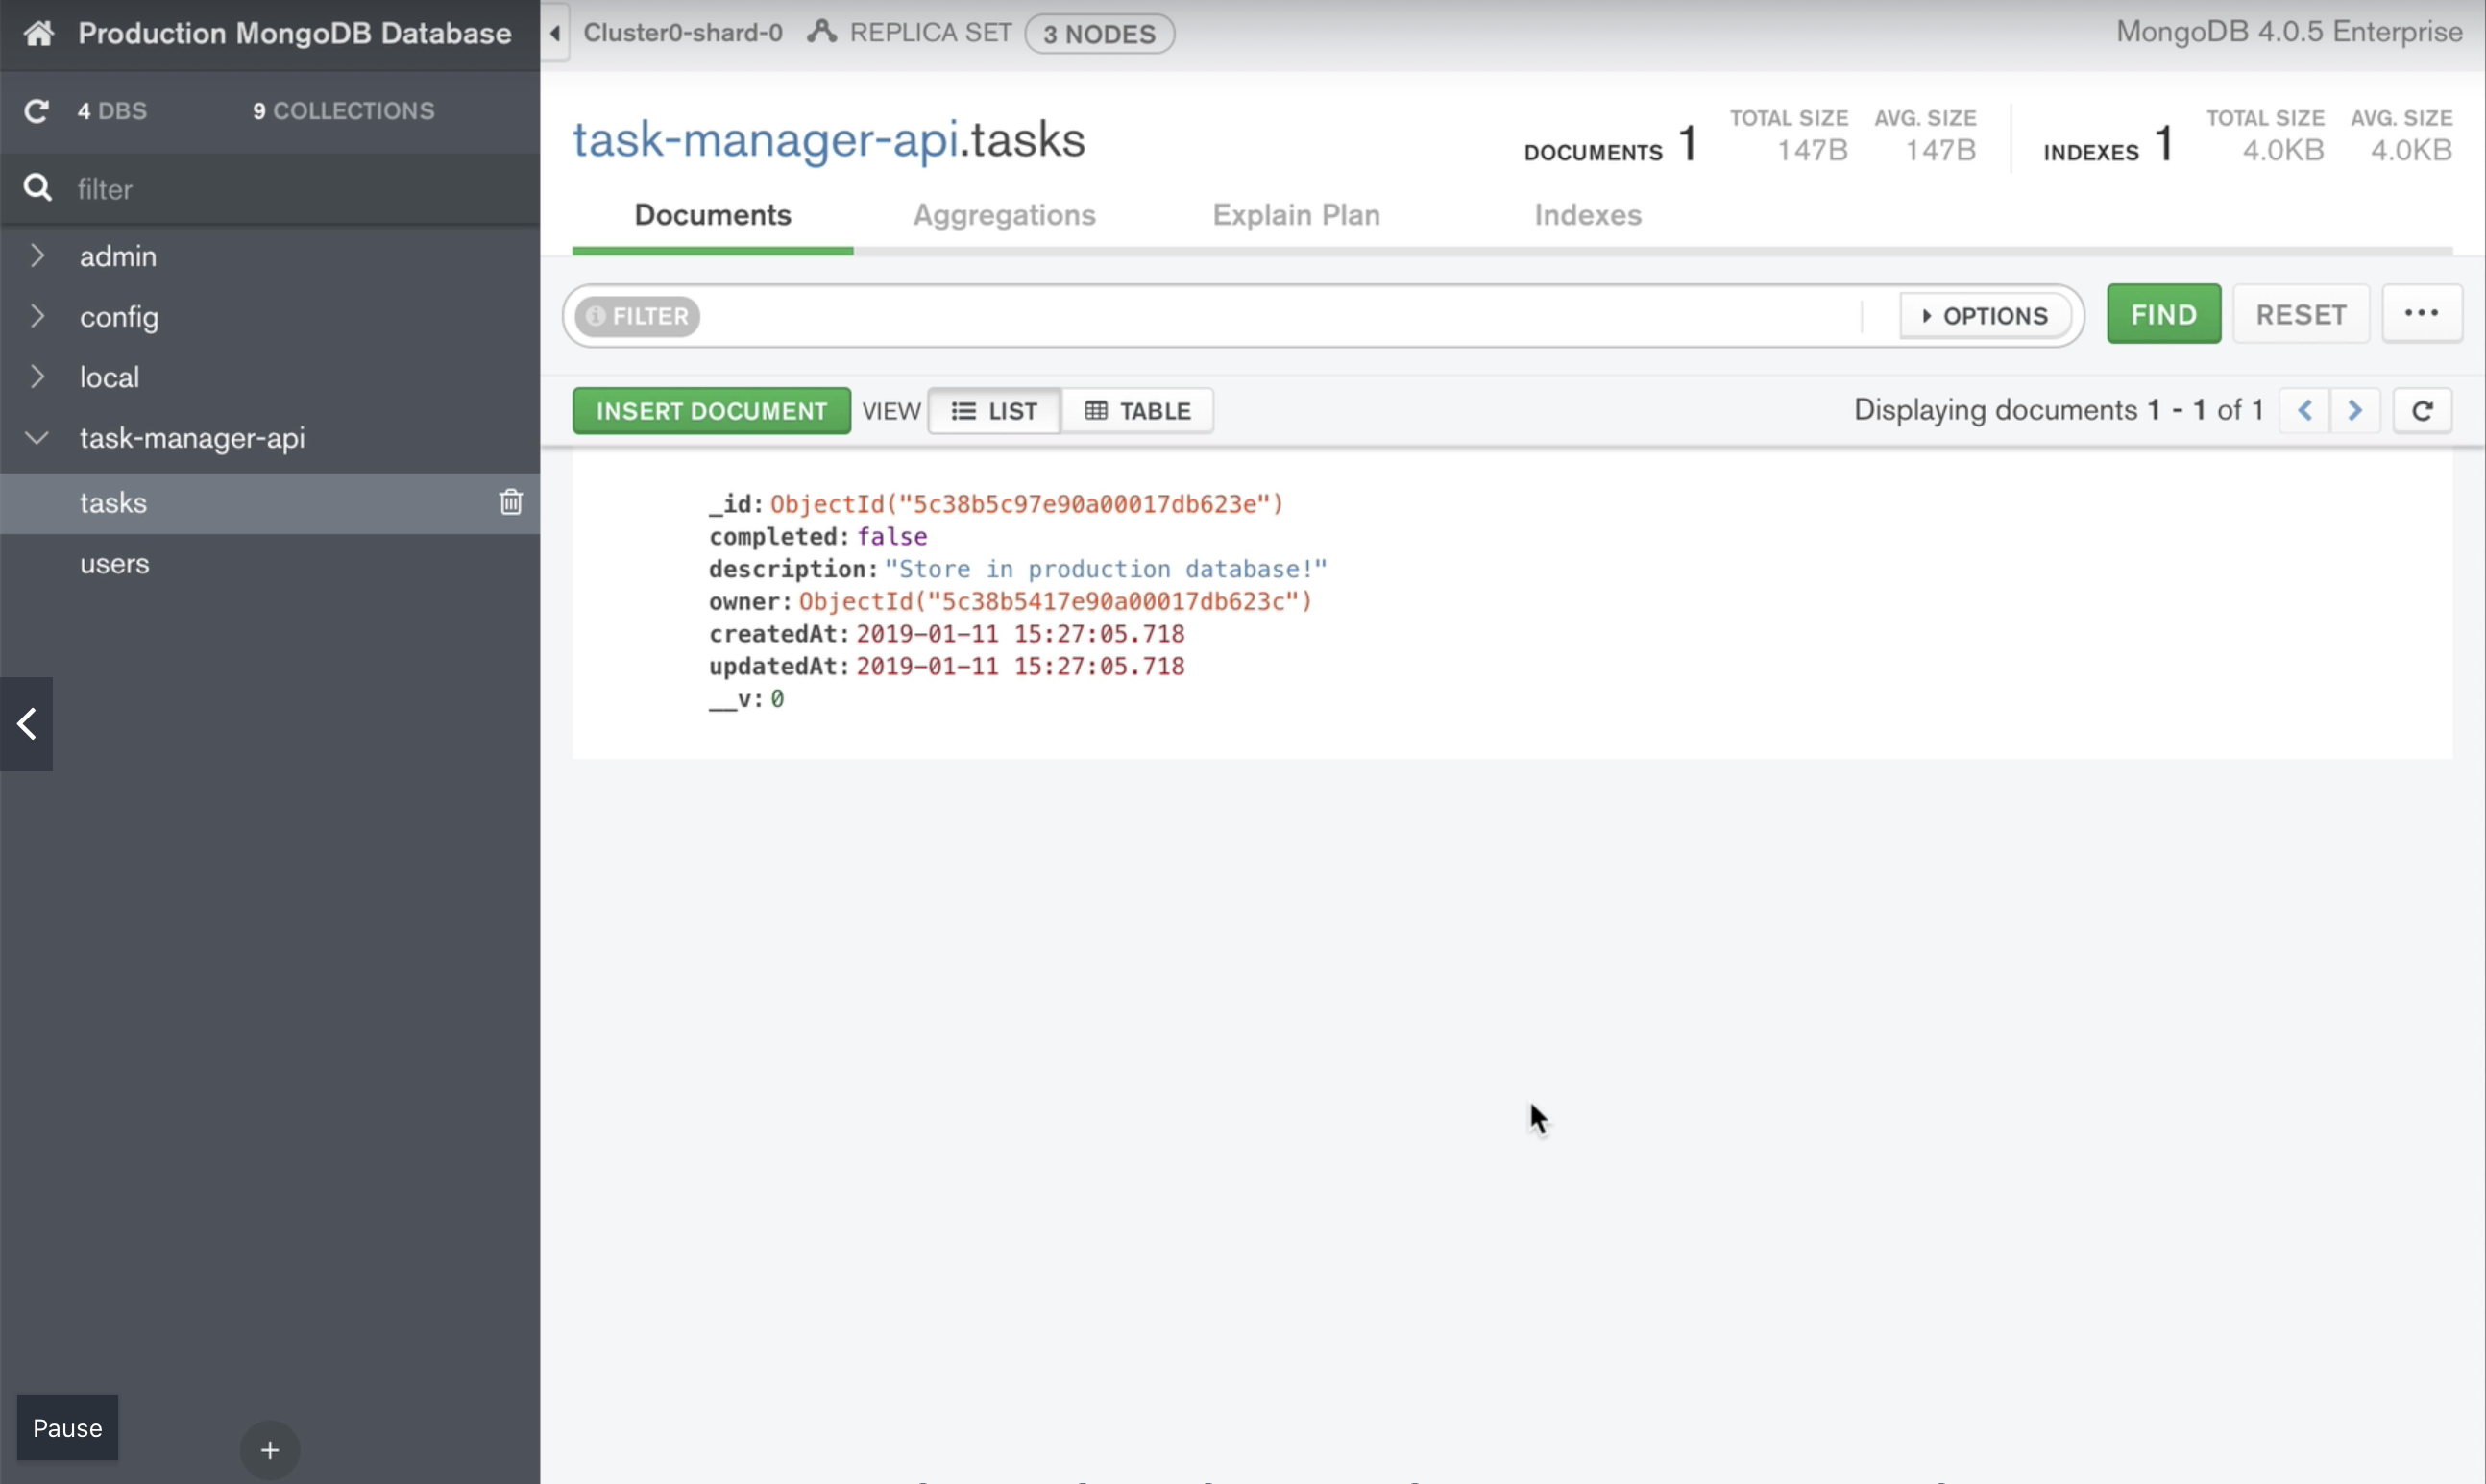 Production MongoDB Database
4 DBS 9 COLLECTIONS
filter
admin
config
local
task-manager-api
tasks
users
Pause
+
Cluster0-shard-0 REPLICA SET 3 NODES
MongoDB 4.0.5 Enterprise
task-manager-api.tasks
DOCUMENTS 1 TOTAL SIZE 147B AVG. SIZE 147B
INDEXES 1 TOTAL SIZE 4.0KB AVG. SIZE 4.0KB
Documents Aggregations Explain Plan Indexes
FILTER OPTIONS FIND RESET ...
INSERT DOCUMENT VIEW LIST TABLE Displaying documents 1 - 1 of 1
_id: ObjectId("5c38b5c97e90a00017db623e")
completed: false
description: "Store in production database!"
owner: ObjectId("5c38b5417e90a00017db623c")
createdAt: 2019-01-11 15:27:05.718
updatedAt: 2019-01-11 15:27:05.718
__v: 0